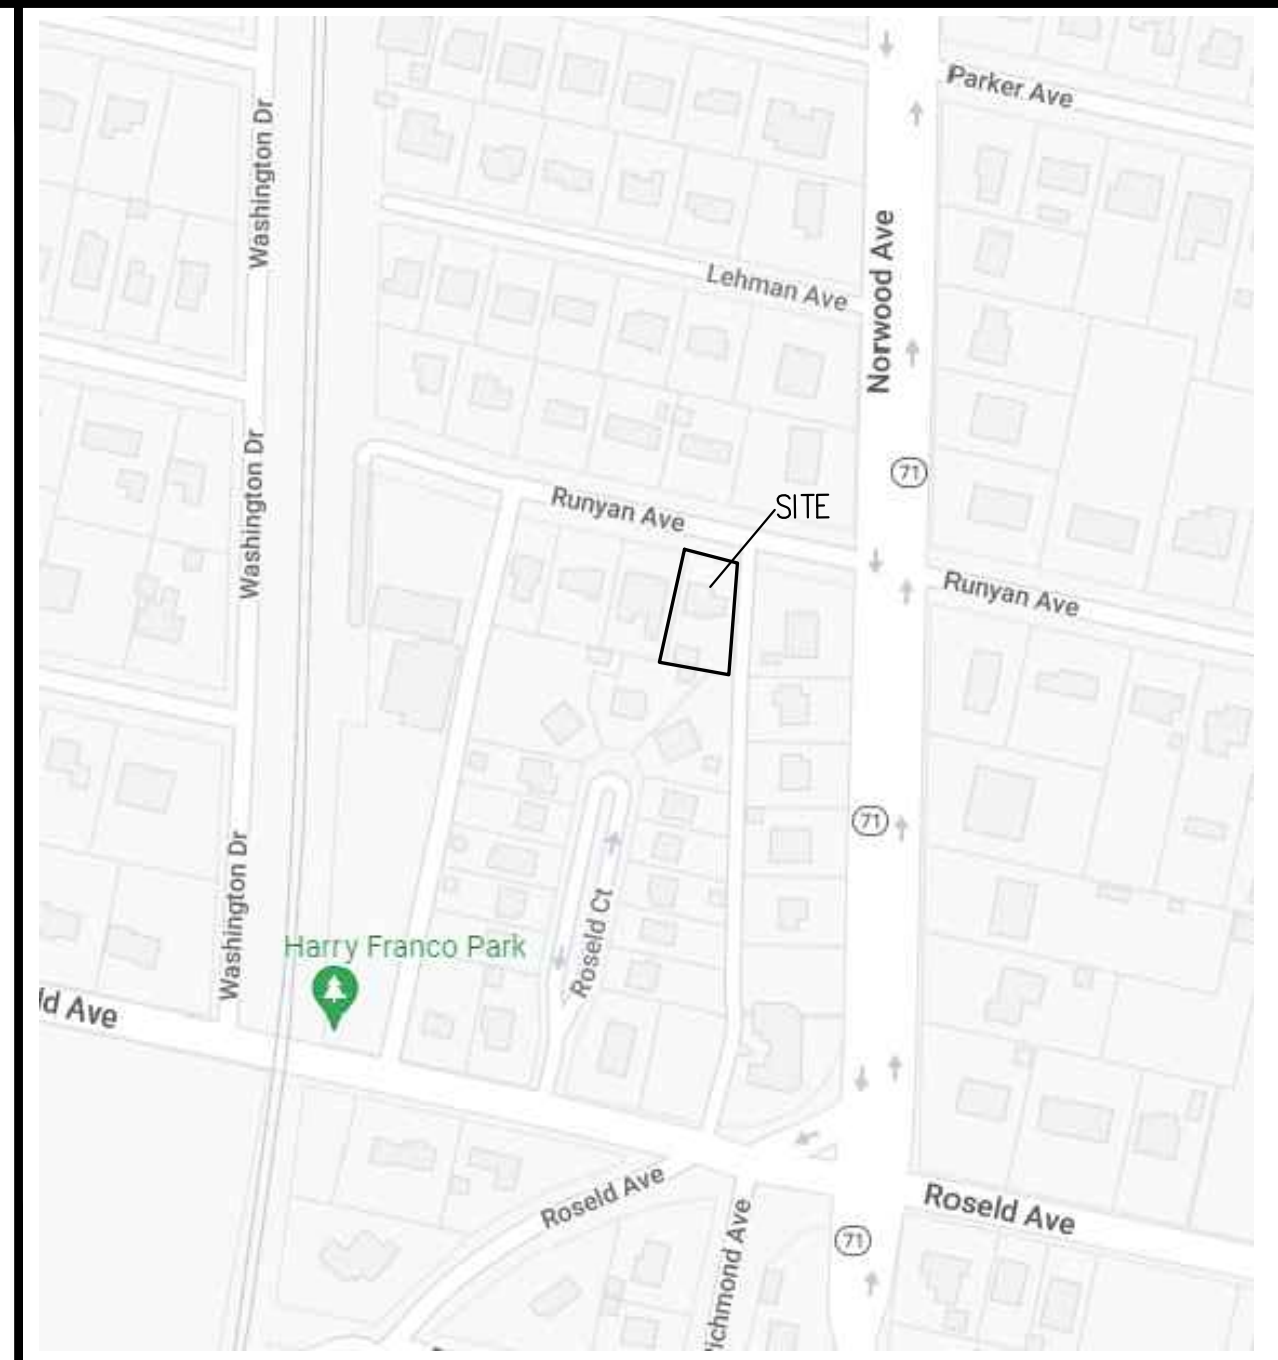 Parker Ave
Washington Dr
Norwood Ave
Lehman Ave
71
Washington Dr
Runyan Ave
SITE
Runyan Ave
71
Washington Dr
Roseld Ct
Harry Franco Park
ld Ave
Roseld Ave
Roseld Ave
ichmond Ave
71